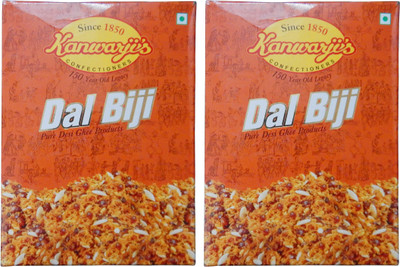 Since 1850
Kanwarji's
CONFECTIONERS
150 Year Old Legacy
Dal Biji
Pure Desi Ghee Products
Since 1850
Kanwarji's
CONFECTIONERS
150 Year Old Legacy
Dal Biji
Pure Desi Ghee Products